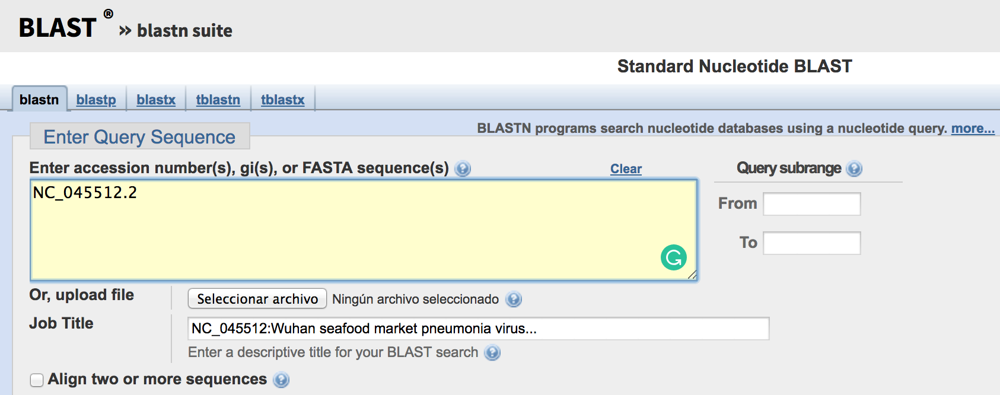 BLAST ® » blastn suite
Standard Nucleotide BLAST
blastn blastp blastx tblastn tblastx
Enter Query Sequence
BLASTN programs search nucleotide databases using a nucleotide query. more...
Enter accession number(s), gi(s), or FASTA sequence(s) ? Clear
Query subrange ?
NC_045512.2
From
To
Or, upload file Seleccionar archivo Ningún archivo seleccionado ?
Job Title NC_045512:Wuhan seafood market pneumonia virus...
Enter a descriptive title for your BLAST search ?
Align two or more sequences ?